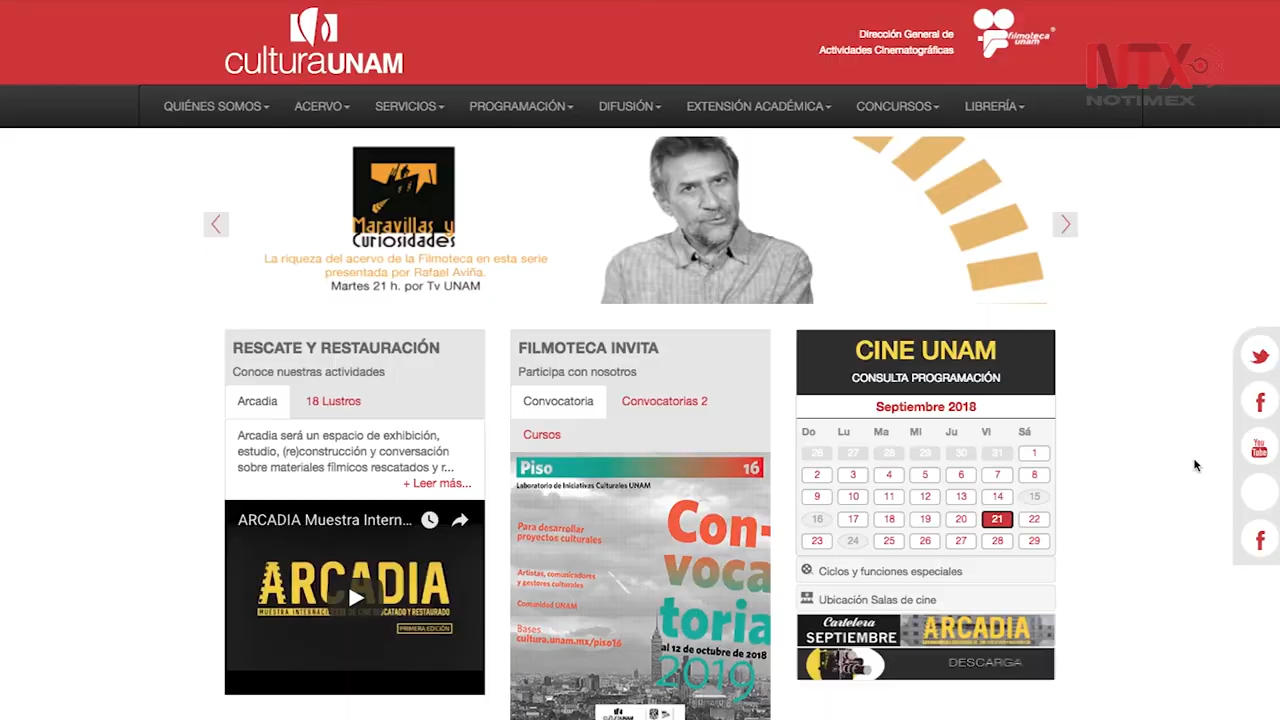 culturaUNAM
Dirección General de
Actividades Cinematográficas
filmoteca
unam
NTX
NOTIMEX
QUIÉNES SOMOS
ACERVO
SERVICIOS
PROGRAMACIÓN
DIFUSIÓN
EXTENSIÓN ACADÉMICA
CONCURSOS
LIBRERÍA
Maravillas y
Curiosidades
La riqueza del acervo de la Filmoteca en esta serie
presentada por Rafael Aviña.
Martes 21 h. por Tv UNAM
RESCATE Y RESTAURACIÓN
Conoce nuestras actividades
Arcadia
18 Lustros
Arcadia será un espacio de exhibición,
estudio, (re)construcción y conversación
sobre materiales fílmicos rescatados y r...
+ Leer más...
ARCADIA Muestra Intern...
ARCADIA
PRIMERA EDICIÓN
FILMOTECA INVITA
Participa con nosotros
Convocatoria
Convocatorias 2
Cursos
Piso 16
Laboratorio de Iniciativas Culturales UNAM
Para desarrollar
proyectos culturales
Artistas, comunicadores
y gestores culturales
Comunidad UNAM
Bases
cultura.unam.mx/piso16
Con-
voca
toria
al 12 de octubre de 2018
2019
culturaUNAM
CINE UNAM
CONSULTA PROGRAMACIÓN
Septiembre 2018
Do Lu Ma Mi Ju Vi Sá
26 27 28 29 30 31 1
2 3 4 5 6 7 8
9 10 11 12 13 14 15
16 17 18 19 20 21 22
23 24 25 26 27 28 29
Ciclos y funciones especiales
Ubicación Salas de cine
Cartelera
SEPTIEMBRE
ARCADIA
DESCARGA
You
Tube